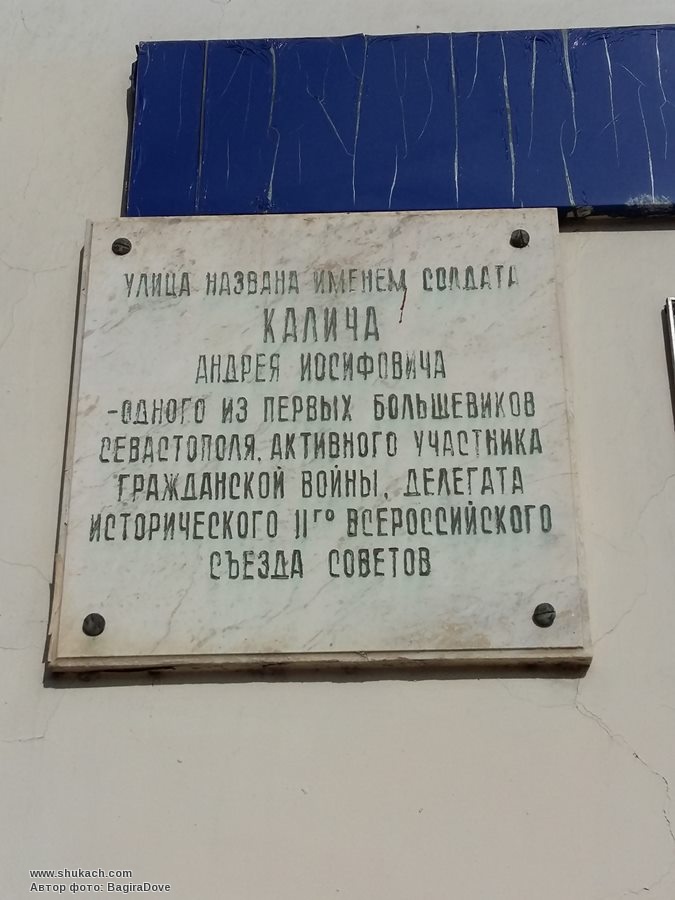 УЛИЦА НАЗВАНА ИМЕНЕМ СОЛДАТА
КАЛИЧА
АНДРЕЯ ИОСИФОВИЧА
-ОДНОГО ИЗ ПЕРВЫХ БОЛЬШЕВИКОВ
СЕВАСТОПОЛЯ, АКТИВНОГО УЧАСТНИКА
ГРАЖДАНСКОЙ ВОЙНЫ, ДЕЛЕГАТА
ИСТОРИЧЕСКОГО IIго ВСЕРОССИЙСКОГО
СЪЕЗДА СОВЕТОВ
www.shukach.com
Автор фото: BagiraDove